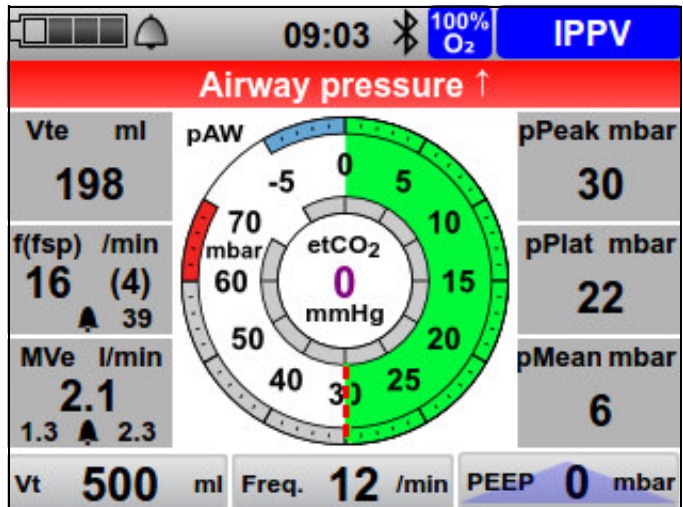 09:03 100% O₂ IPPV
Airway pressure ↑
Vte ml
198
f(fsp) /min
16 (4)
39
MVe l/min
2.1
1.3 2.3
pAW
0
-5 5
70 10
mbar
60 15
50 20
40 25
30
etCO₂
0
mmHg
pPeak mbar
30
pPlat mbar
22
pMean mbar
6
Vt 500 ml Freq. 12 /min PEEP 0 mbar